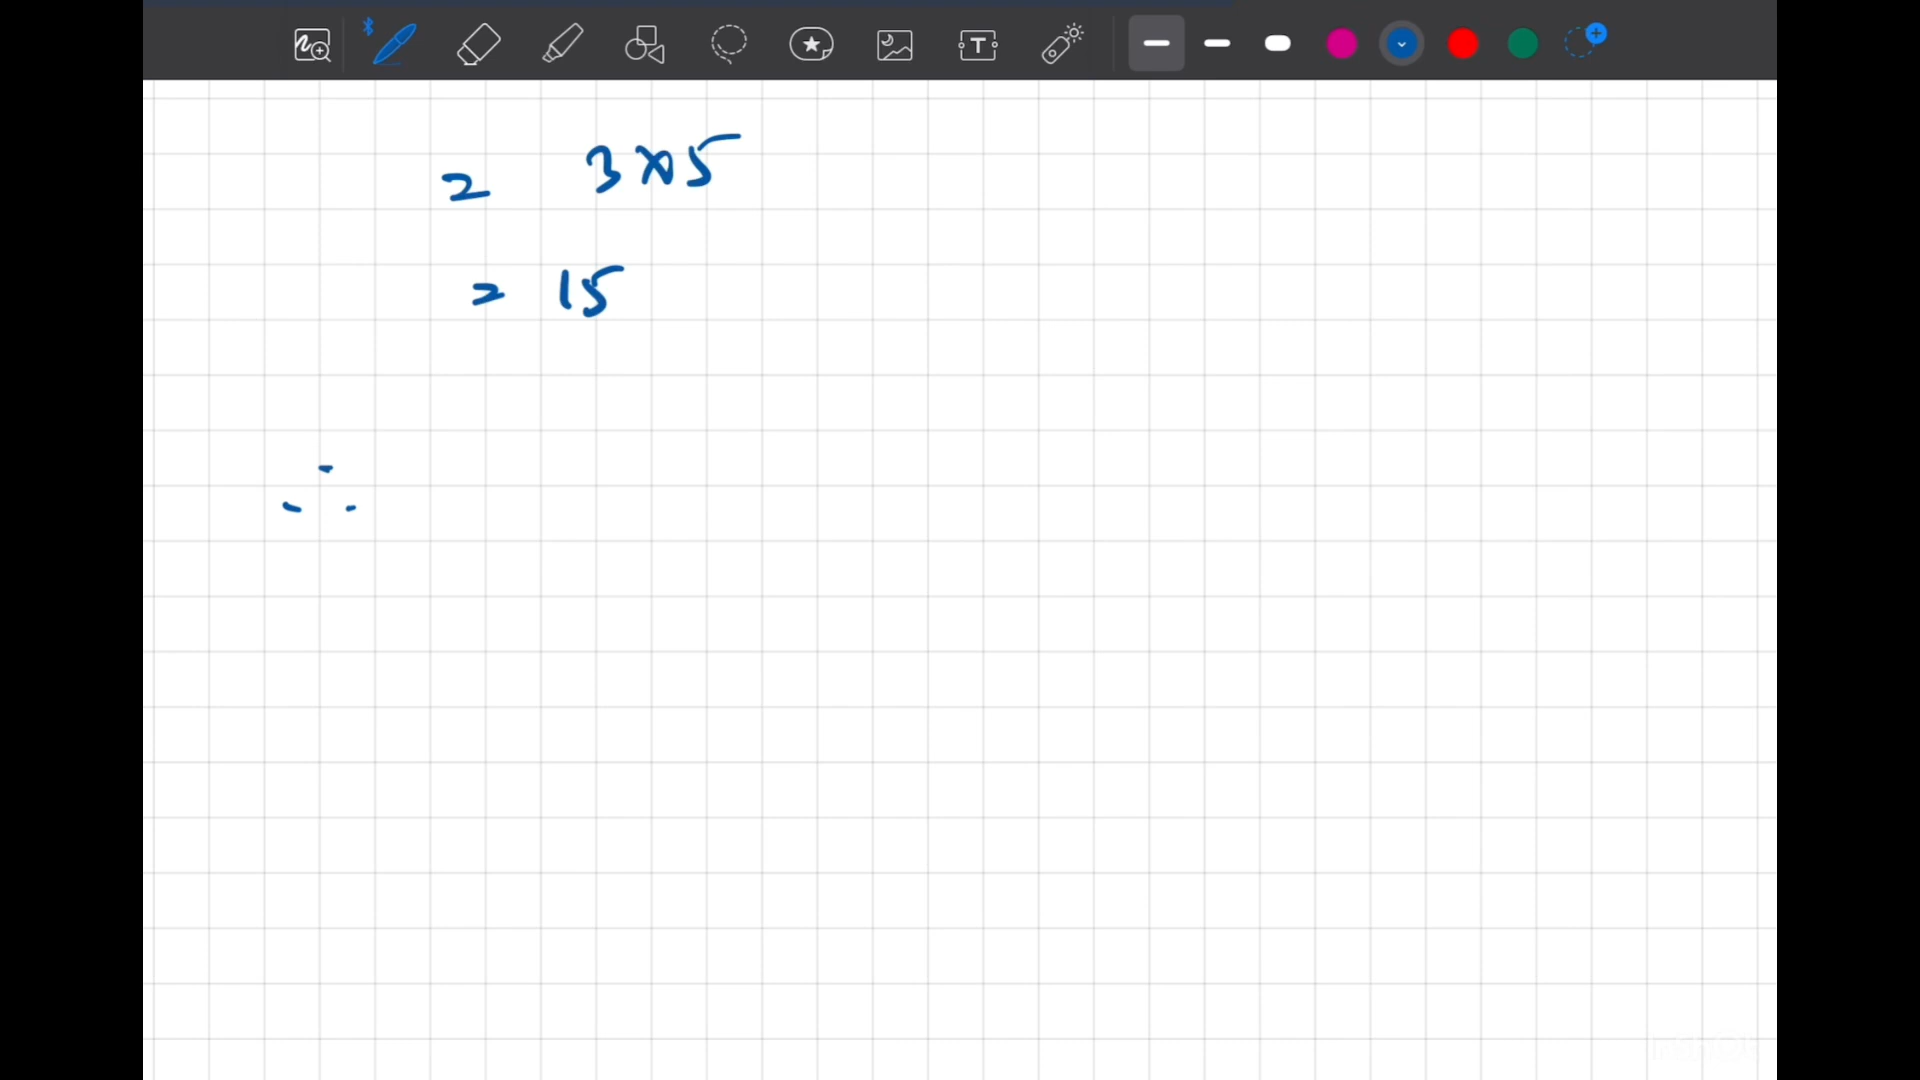 = 3×5
= 15
∴